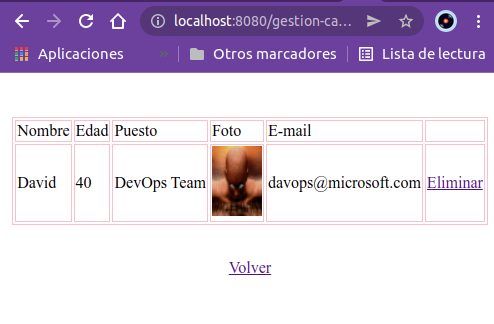 localhost:8080/gestion-ca...
Aplicaciones » Otros marcadores Lista de lectura
Nombre Edad Puesto Foto E-mail
David 40 DevOps Team davops@microsoft.com Eliminar
Volver